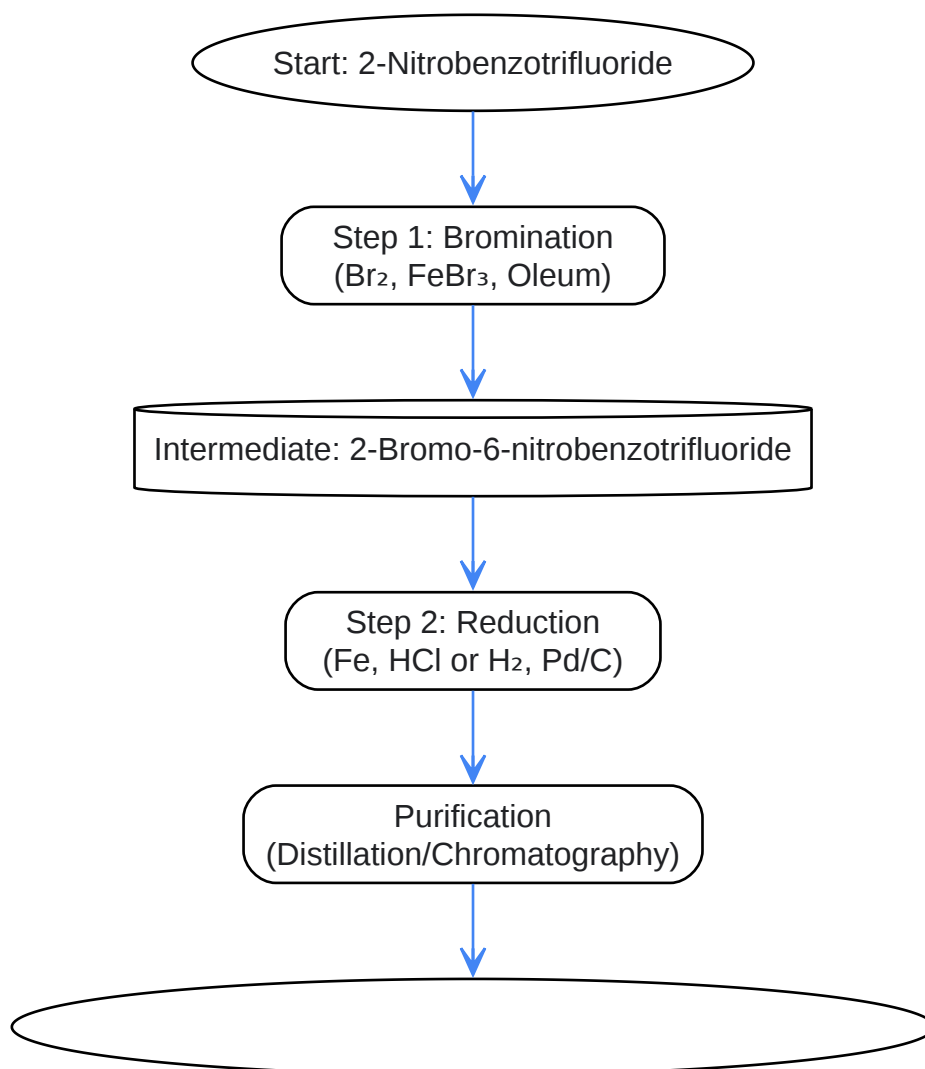 Start: 2-Nitrobenzotrifluoride
Step 1: Bromination
(Br₂, FeBr₃, Oleum)
Intermediate: 2-Bromo-6-nitrobenzotrifluoride
Step 2: Reduction
(Fe, HCl or H₂, Pd/C)
Purification
(Distillation/Chromatography)